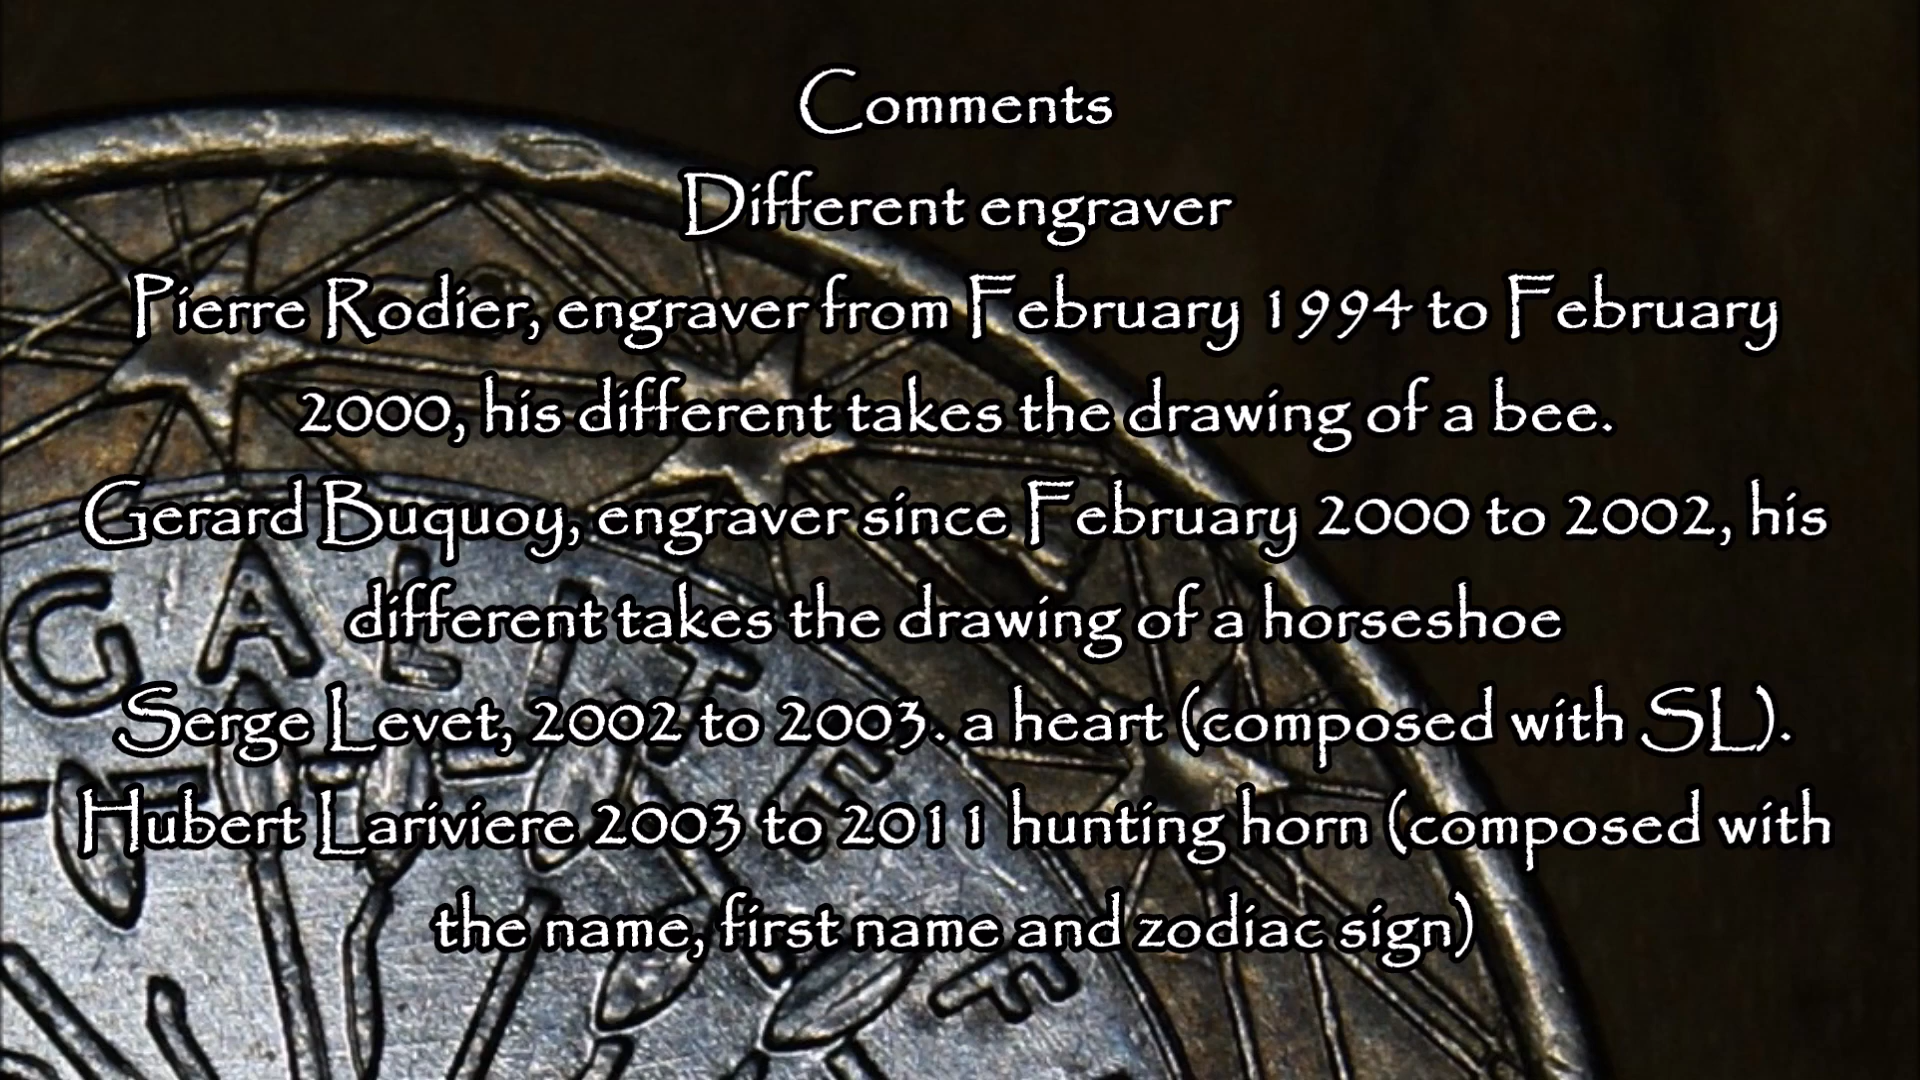 Comments
Different engraver
Pierre Rodier, engraver from February 1994 to February
2000, his different takes the drawing of a bee.
Gerard Buquoy, engraver since February 2000 to 2002, his
different takes the drawing of a horseshoe
Serge Levet, 2002 to 2003. a heart (composed with SL).
Hubert Lariviere 2003 to 2011 hunting horn (composed with
the name, first name and zodiac sign)
GALITE
F